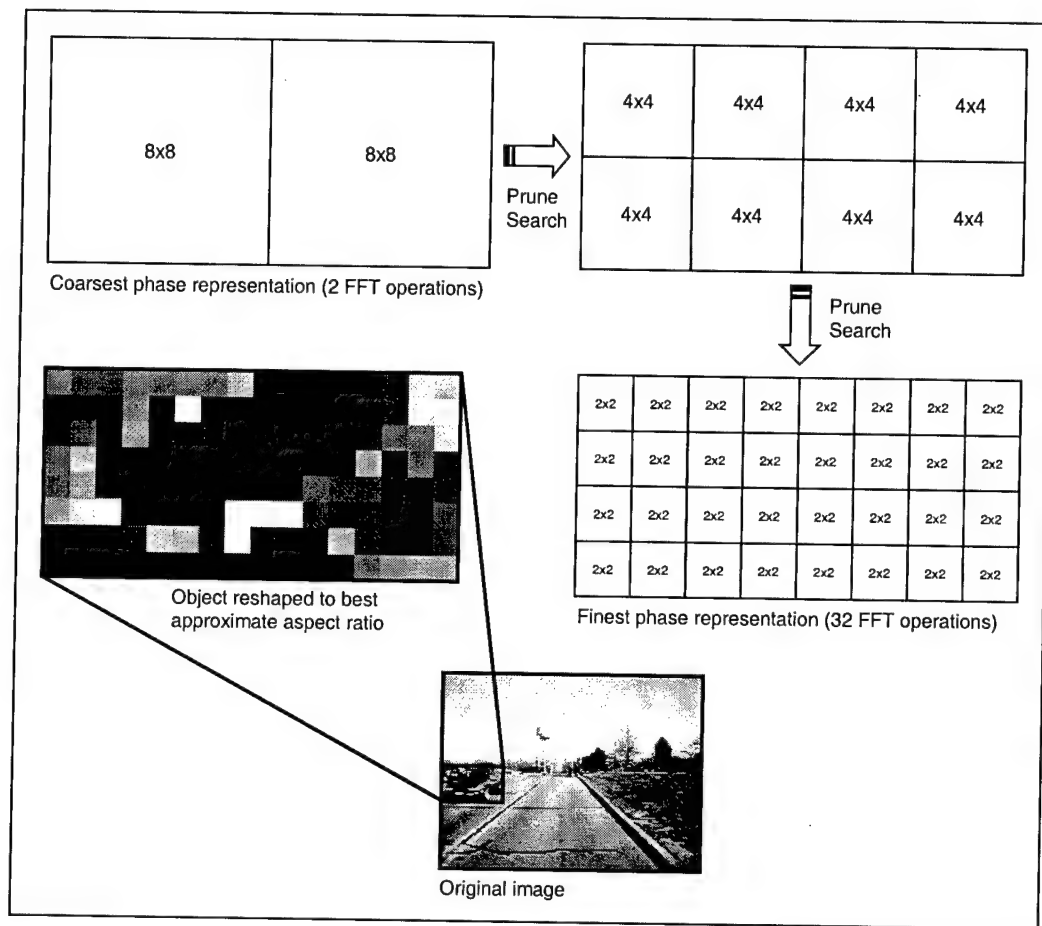 8x8 8x8
Coarsest phase representation (2 FFT operations)
Prune
Search
4x4 4x4 4x4 4x4
4x4 4x4 4x4 4x4
Prune
Search
2x2 2x2 2x2 2x2 2x2 2x2 2x2 2x2
2x2 2x2 2x2 2x2 2x2 2x2 2x2 2x2
2x2 2x2 2x2 2x2 2x2 2x2 2x2 2x2
2x2 2x2 2x2 2x2 2x2 2x2 2x2 2x2
Finest phase representation (32 FFT operations)
Object reshaped to best
approximate aspect ratio
Original image